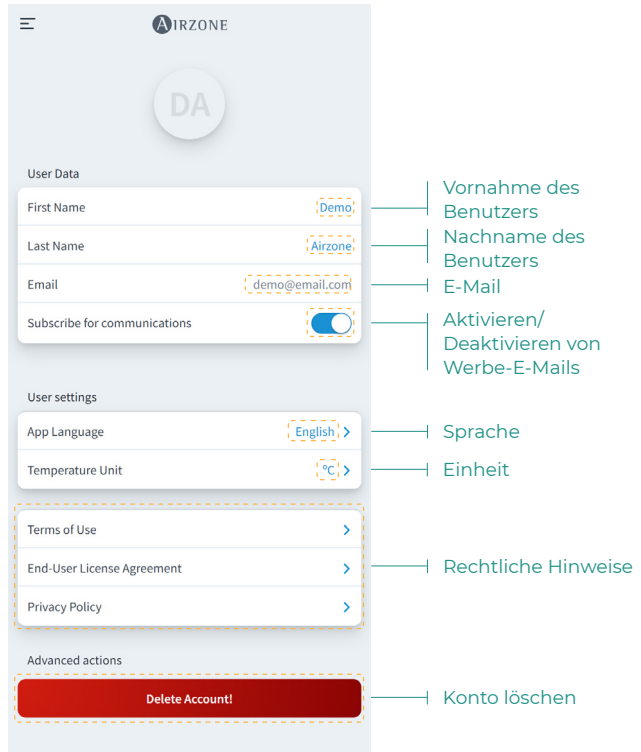 AIRZONE
DA
User Data
First Name Demo
Vornahme des
Benutzers
Last Name Airzone
Nachname des
Benutzers
Email demo@email.com
E-Mail
Subscribe for communications
Aktivieren/
Deaktivieren von
Werbe-E-Mails
User settings
App Language English
Sprache
Temperature Unit °C
Einheit
Terms of Use
End-User License Agreement
Rechtliche Hinweise
Privacy Policy
Advanced actions
Delete Account!
Konto löschen